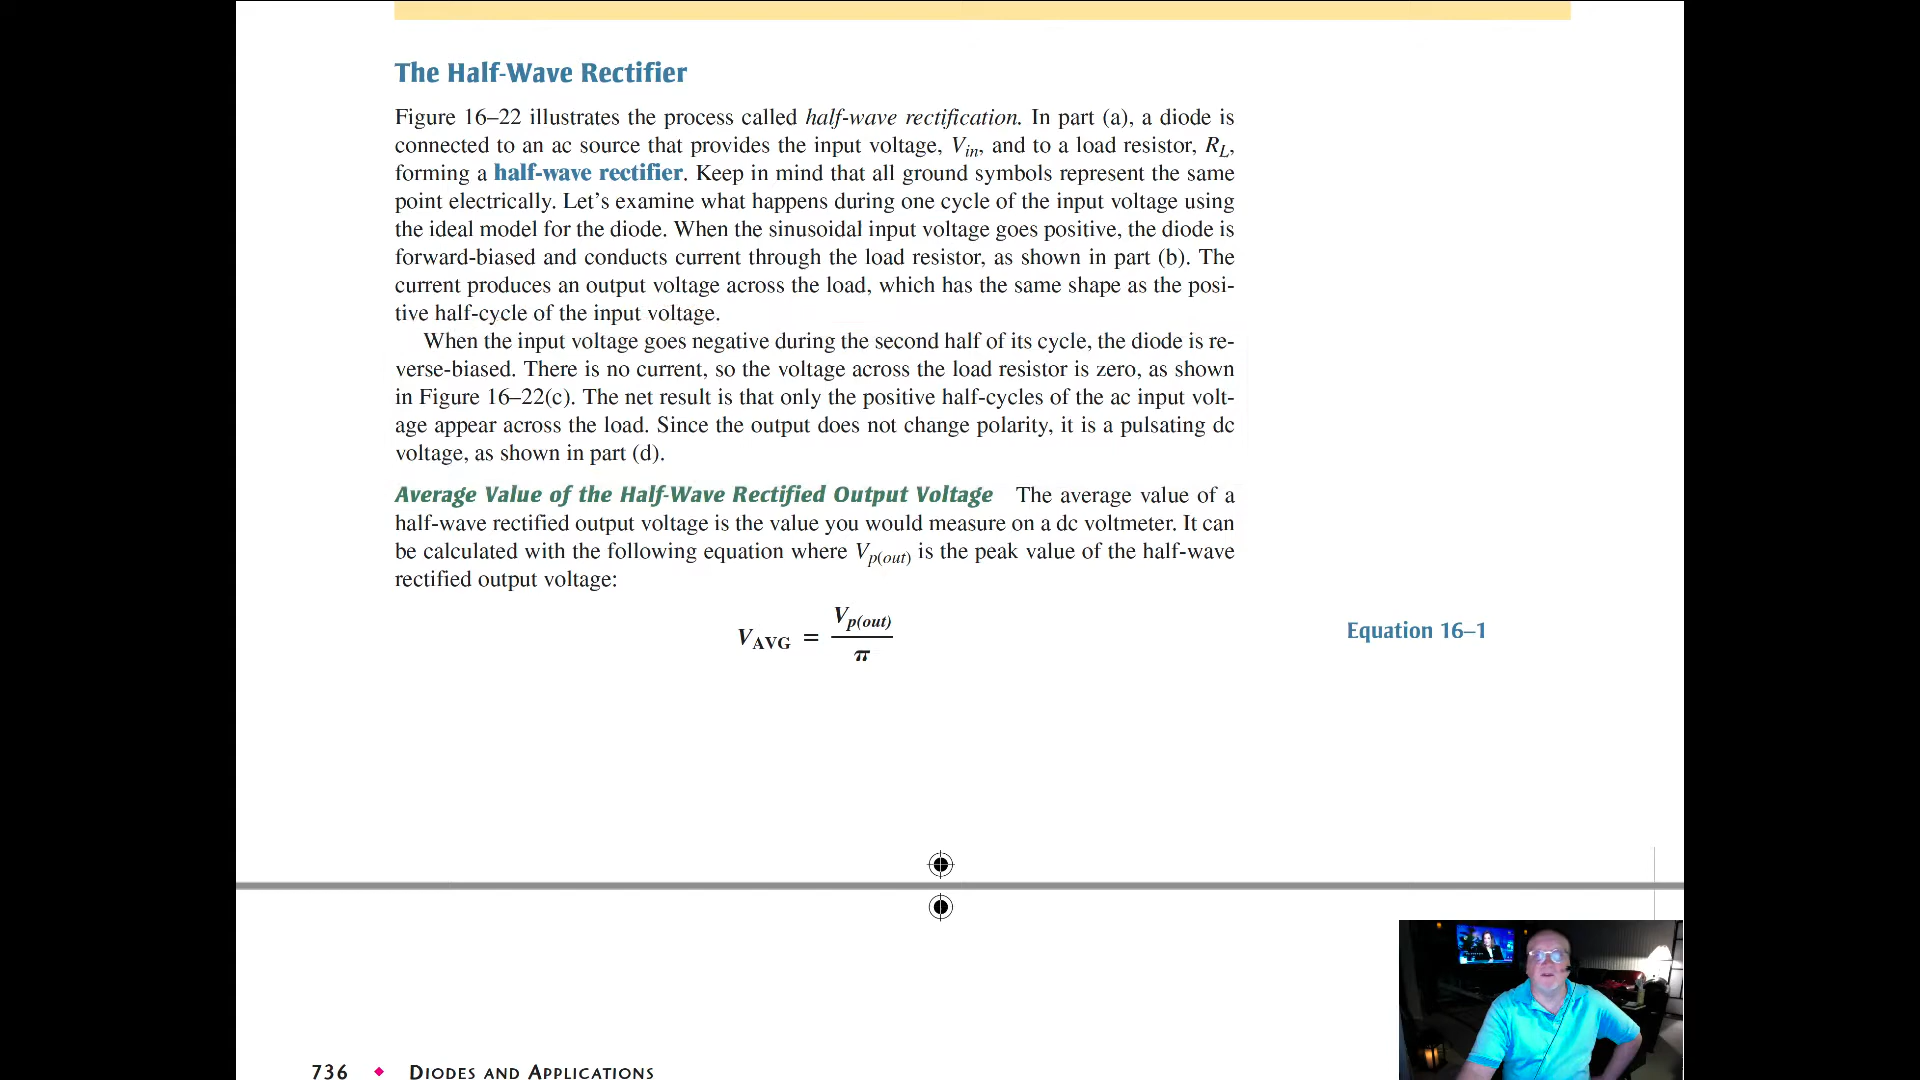 The Half-Wave Rectifier
Figure 16–22 illustrates the process called half-wave rectification. In part (a), a diode is
connected to an ac source that provides the input voltage, Vin, and to a load resistor, RL,
forming a half-wave rectifier. Keep in mind that all ground symbols represent the same
point electrically. Let’s examine what happens during one cycle of the input voltage using
the ideal model for the diode. When the sinusoidal input voltage goes positive, the diode is
forward-biased and conducts current through the load resistor, as shown in part (b). The
current produces an output voltage across the load, which has the same shape as the posi-
tive half-cycle of the input voltage.
When the input voltage goes negative during the second half of its cycle, the diode is re-
verse-biased. There is no current, so the voltage across the load resistor is zero, as shown
in Figure 16–22(c). The net result is that only the positive half-cycles of the ac input volt-
age appear across the load. Since the output does not change polarity, it is a pulsating dc
voltage, as shown in part (d).
Average Value of the Half-Wave Rectified Output Voltage The average value of a
half-wave rectified output voltage is the value you would measure on a dc voltmeter. It can
be calculated with the following equation where Vp(out) is the peak value of the half-wave
rectified output voltage:
VAVG = Vp(out) / π
Equation 16–1
736 ◆ DIODES AND APPLICATIONS